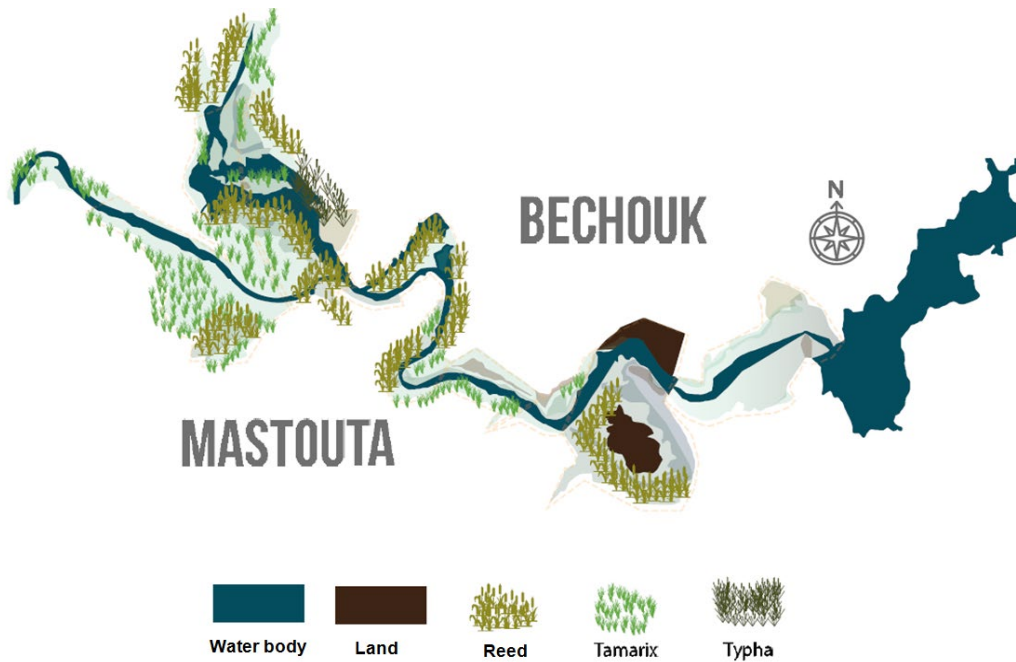 BECHOUK
N
MASTOUTA
Water body
Land
Reed
Tamarix
Typha